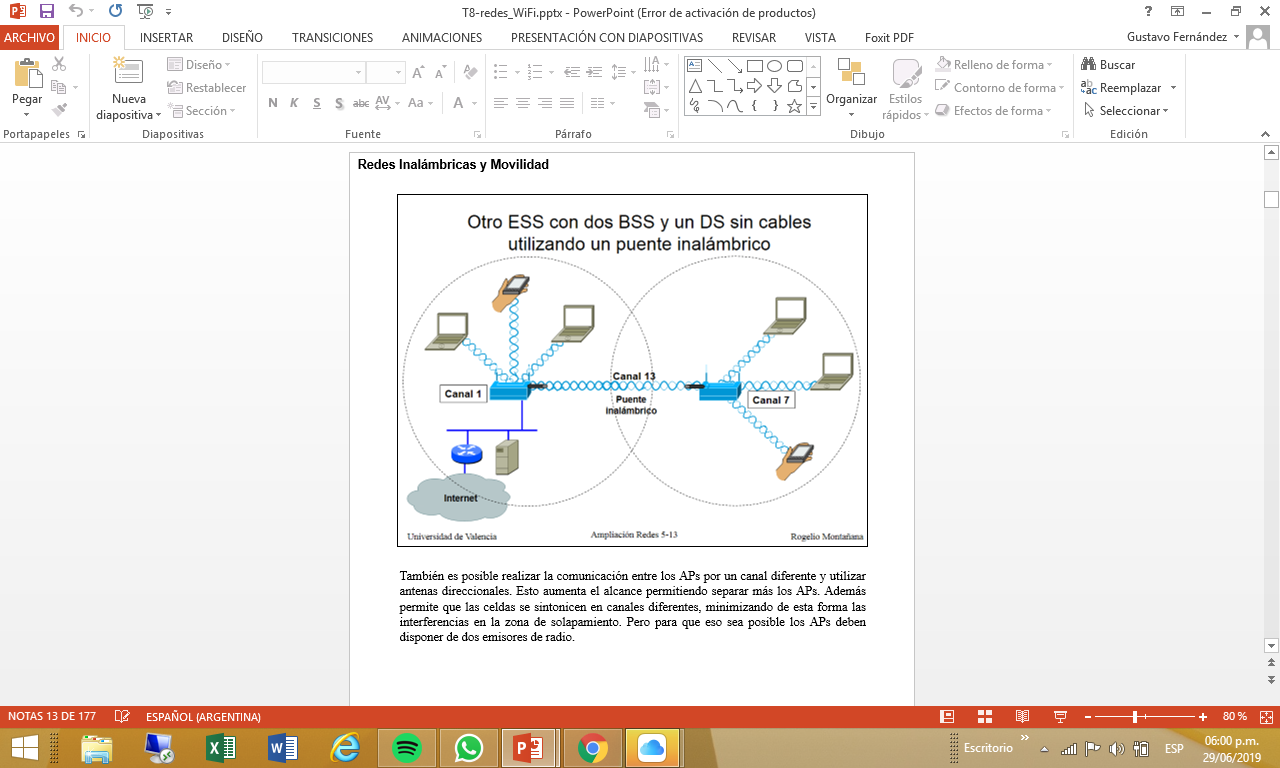 T8-redes_WiFi.pptx - PowerPoint (Error de activación de productos)
ARCHIVO INICIO INSERTAR DISEÑO TRANSICIONES ANIMACIONES PRESENTACIÓN CON DIAPOSITIVAS REVISAR VISTA Foxit PDF Gustavo Fernández
Pegar
Portapapeles
Nueva diapositiva
Diseño
Restablecer
Sección
Diapositivas
N K S S abc AV Aa A
Fuente
Párrafo
Organizar
Estilos rápidos
Relleno de forma
Contorno de forma
Efectos de forma
Dibujo
Buscar
Reemplazar
Seleccionar
Edición
Redes Inalámbricas y Movilidad
Otro ESS con dos BSS y un DS sin cables
utilizando un puente inalámbrico
Canal 13
Canal 1
Puente
inalámbrico
Canal 7
Internet
Universidad de Valencia Ampliación Redes 5-13 Rogelio Montañana
También es posible realizar la comunicación entre los APs por un canal diferente y utilizar
antenas direccionales. Esto aumenta el alcance permitiendo separar más los APs. Además
permite que las celdas se sintonicen en canales diferentes, minimizando de esta forma las
interferencias en la zona de solapamiento. Pero para que eso sea posible los APs deben
disponer de dos emisores de radio.
NOTAS 13 DE 177 ESPAÑOL (ARGENTINA) 80 %
Escritorio ESP 06:00 p.m.
29/06/2019